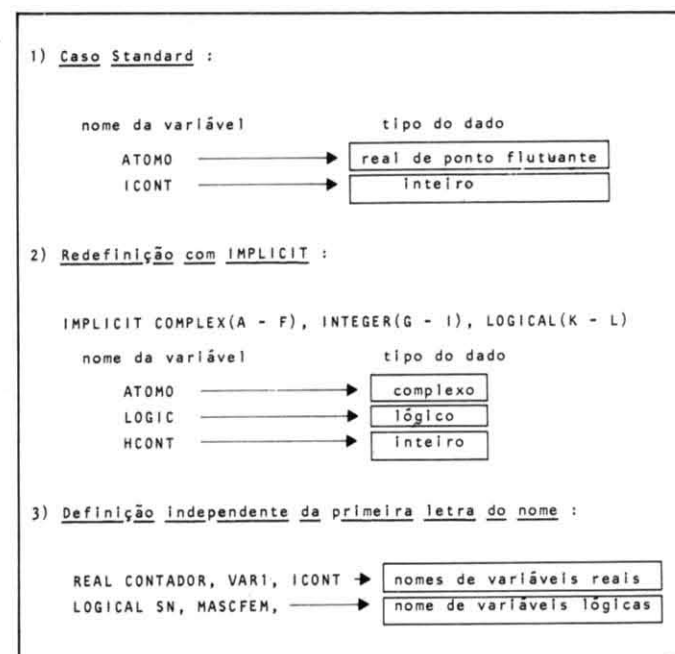 1) Caso Standard :
nome da variável tipo do dado
ATOMO real de ponto flutuante
ICONT inteiro
2) Redefinição com IMPLICIT :
IMPLICIT COMPLEX(A - F), INTEGER(G - I), LOGICAL(K - L)
nome da variável tipo do dado
ATOMO complexo
LOGIC lógico
HCONT inteiro
3) Definição independente da primeira letra do nome :
REAL CONTADOR, VAR1, ICONT nomes de variáveis reais
LOGICAL SN, MASCFEM, nome de variáveis lógicas